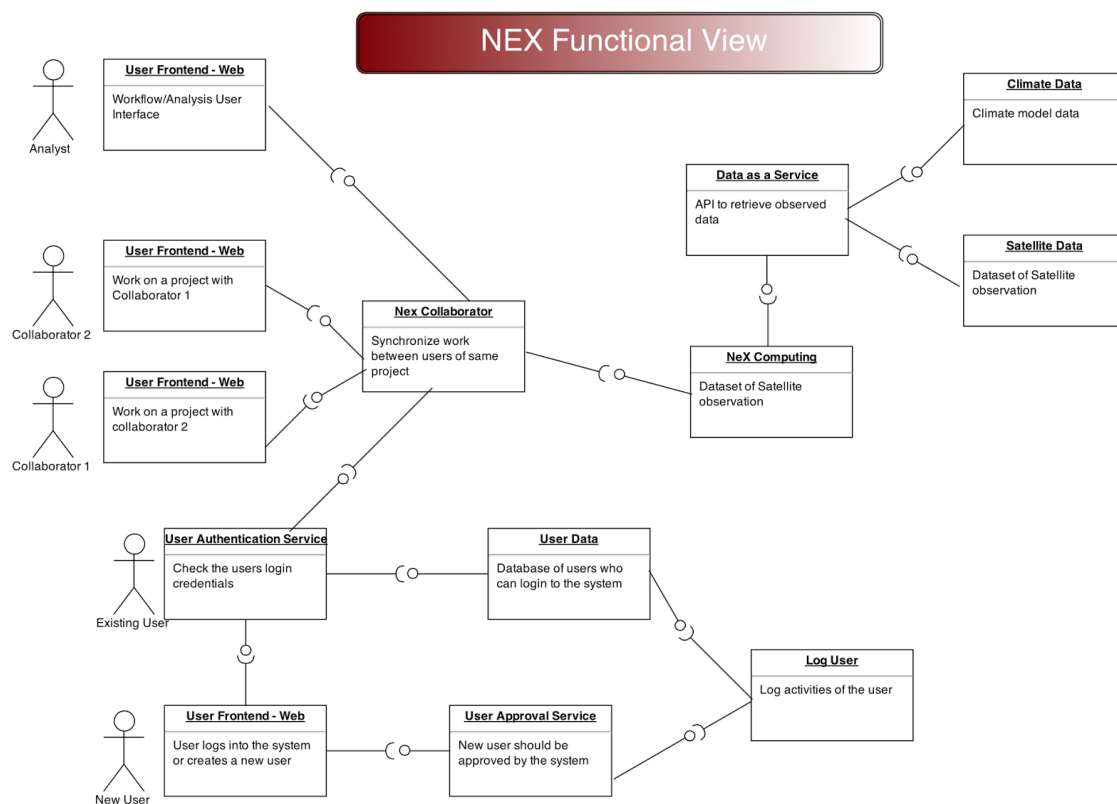 NEX Functional View
User Frontend - Web
Workflow/Analysis User
Interface
Analyst
Climate Data
Climate model data
Data as a Service
API to retrieve observed
data
Satellite Data
Dataset of Satellite
observation
User Frontend - Web
Work on a project with
Collaborator 1
Collaborator 2
Nex Collaborator
Synchronize work
between users of same
project
NeX Computing
Dataset of Satellite
observation
User Frontend - Web
Work on a project with
collaborator 2
Collaborator 1
User Authentication Service
Check the users login
credentials
Existing User
User Data
Database of users who
can login to the system
Log User
Log activities of the user
User Frontend - Web
User logs into the system
or creates a new user
New User
User Approval Service
New user should be
approved by the system